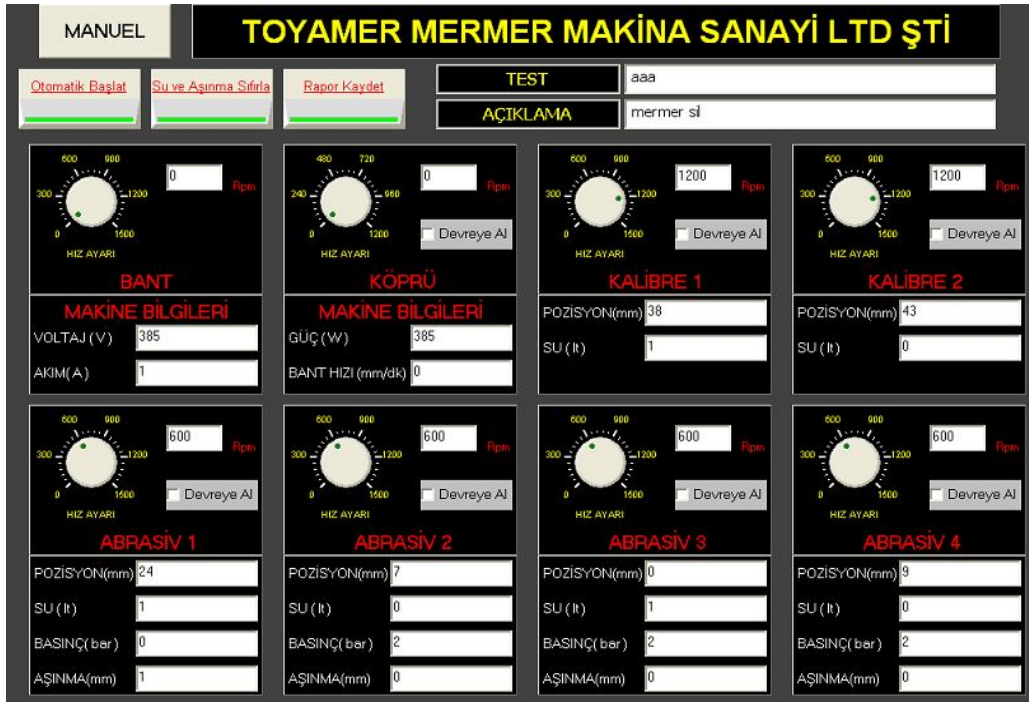 MANUEL
TOYAMER MERMER MAKİNA SANAYİ LTD ŞTİ
Otomatik Başlat
Su ve Aşınma Sıfırla
Rapor Kaydet
TEST
aaa
AÇIKLAMA
mermer sil
600 900
300 1200
0 1500
HIZ AYARI
0
Rpm
BANT
480 720
240 960
0 1200
HIZ AYARI
0
Rpm
Devreye Al
KÖPRÜ
600 900
300 1200
0 1500
HIZ AYARI
1200
Rpm
Devreye Al
KALİBRE 1
600 900
300 1200
0 1500
HIZ AYARI
1200
Rpm
Devreye Al
KALİBRE 2
MAKİNE BİLGİLERİ
VOLTAJ (V) 385
AKIM( A ) 1
MAKİNE BİLGİLERİ
GÜÇ ( W ) 385
BANT HIZI (mm/dk) 0
POZİSYON(mm) 38
SU ( lt ) 1
POZİSYON(mm) 43
SU ( lt ) 0
600 900
300 1200
0 1500
HIZ AYARI
600
Rpm
Devreye Al
ABRASİV 1
600 900
300 1200
0 1500
HIZ AYARI
600
Rpm
Devreye Al
ABRASİV 2
600 900
300 1200
0 1500
HIZ AYARI
600
Rpm
Devreye Al
ABRASİV 3
600 900
300 1200
0 1500
HIZ AYARI
600
Rpm
Devreye Al
ABRASİV 4
POZİSYON(mm) 24
SU ( lt ) 1
BASINÇ( bar ) 0
AŞINMA(mm) 1
POZİSYON(mm) 7
SU ( lt ) 0
BASINÇ( bar ) 2
AŞINMA(mm) 0
POZİSYON(mm) 0
SU ( lt ) 1
BASINÇ( bar ) 2
AŞINMA(mm) 0
POZİSYON(mm) 9
SU ( lt ) 0
BASINÇ( bar ) 2
AŞINMA(mm) 0